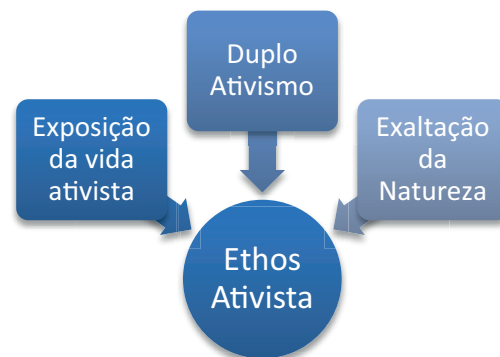 Duplo
Ativismo
Exposição
da vida
ativista
Exaltação
da
Natureza
Ethos
Ativista